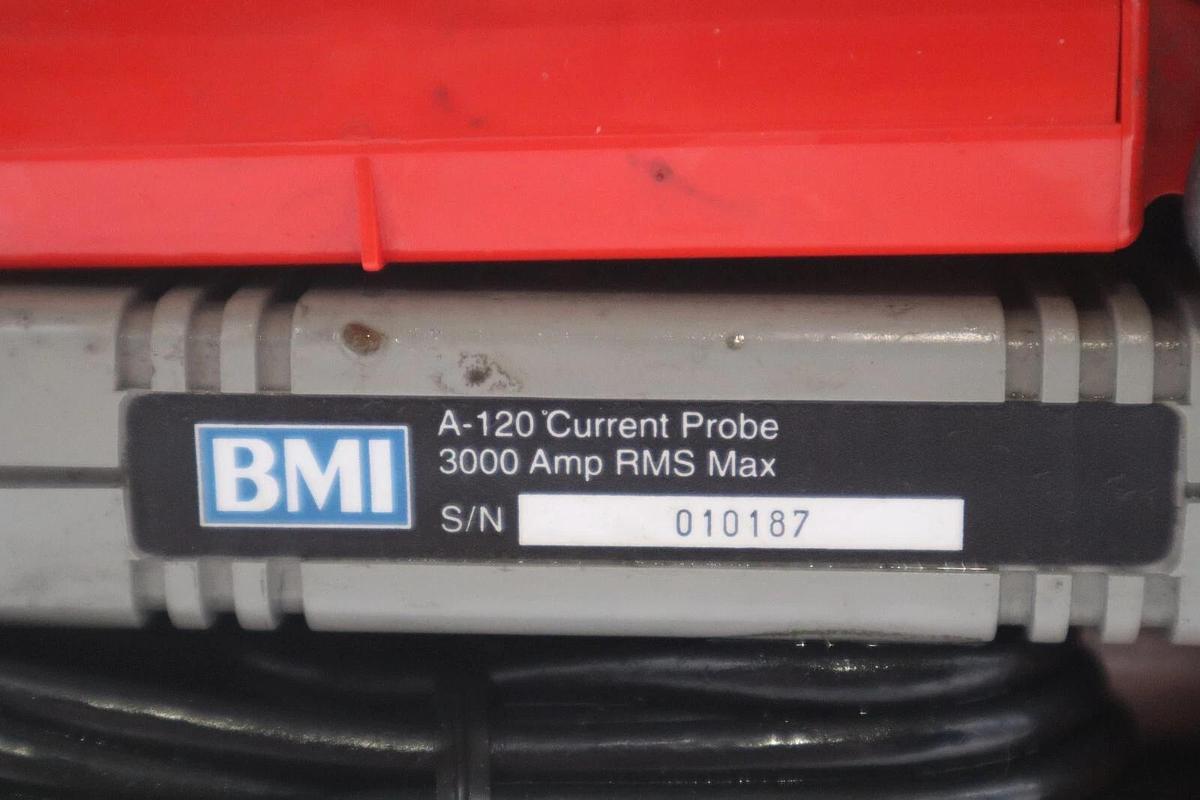 BMI
A-120 Current Probe
3000 Amp RMS Max
S/N 010187